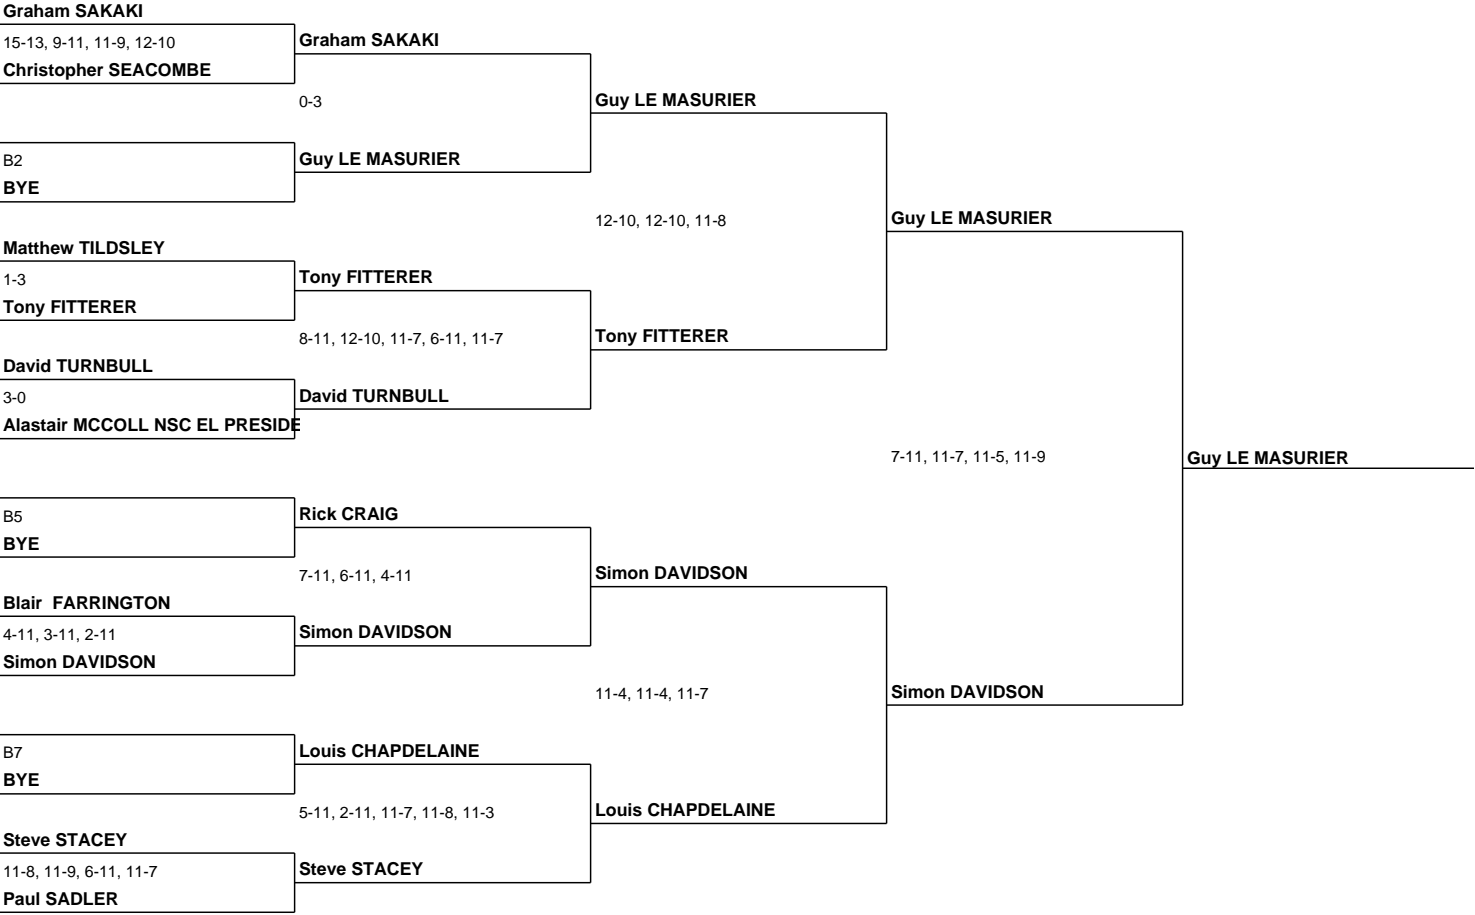 Graham SAKAKI
15-13, 9-11, 11-9, 12-10
Christopher SEACOMBE
B2
BYE
Matthew TILDSLEY
1-3
Tony FITTERER
David TURNBULL
3-0
Alastair MCCOLL NSC EL PRESIDE
B5
BYE
Blair  FARRINGTON
4-11, 3-11, 2-11
Simon DAVIDSON
B7
BYE
Steve STACEY
11-8, 11-9, 6-11, 11-7
Paul SADLER
Graham SAKAKI
0-3
Guy LE MASURIER
Tony FITTERER
8-11, 12-10, 11-7, 6-11, 11-7
David TURNBULL
Rick CRAIG
7-11, 6-11, 4-11
Simon DAVIDSON
Louis CHAPDELAINE
5-11, 2-11, 11-7, 11-8, 11-3
Steve STACEY
Guy LE MASURIER
12-10, 12-10, 11-8
Tony FITTERER
Simon DAVIDSON
11-4, 11-4, 11-7
Louis CHAPDELAINE
Guy LE MASURIER
7-11, 11-7, 11-5, 11-9
Simon DAVIDSON
Guy LE MASURIER